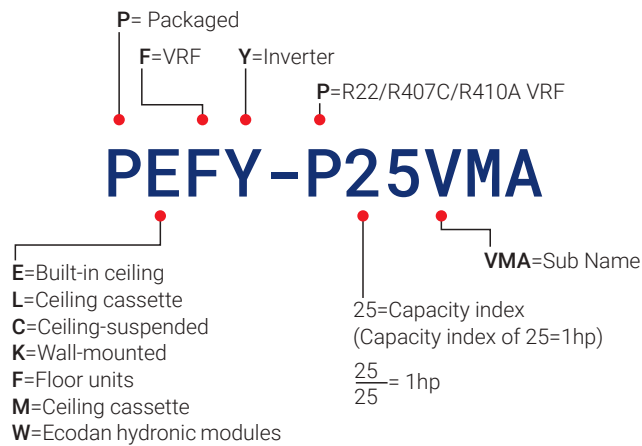 P= Packaged
F=VRF
Y=Inverter
P=R22/R407C/R410A VRF
PEFY-P25VMA
E=Built-in ceiling
L=Ceiling cassette
C=Ceiling-suspended
K=Wall-mounted
F=Floor units
M=Ceiling cassette
W=Ecodan hydronic modules
25=Capacity index
(Capacity index of 25=1hp)
25
25
= 1hp
VMA=Sub Name